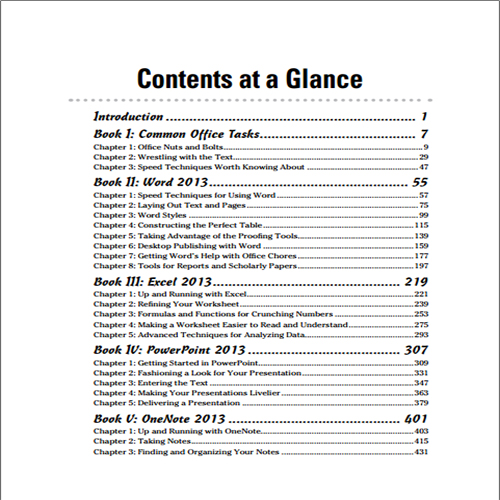 Contents at a Glance
Introduction ................................................................ 1
Book I: Common Office Tasks........................................ 7
Chapter 1: Office Nuts and Bolts.......................................................9
Chapter 2: Wrestling with the Text...................................................29
Chapter 3: Speed Techniques Worth Knowing About ...................................47
Book II: Word 2013.................................................. 55
Chapter 1: Speed Techniques for Using Word ........................................57
Chapter 2: Laying Out Text and Pages..............................................75
Chapter 3: Word Styles ...........................................................99
Chapter 4: Constructing the Perfect Table ........................................115
Chapter 5: Taking Advantage of the Proofing Tools.................................139
Chapter 6: Desktop Publishing with Word ..........................................159
Chapter 7: Getting Word's Help with Office Chores ................................177
Chapter 8: Tools for Reports and Scholarly Papers.................................197
Book III: Excel 2013................................................ 219
Chapter 1: Up and Running with Excel..............................................221
Chapter 2: Refining Your Worksheet................................................239
Chapter 3: Formulas and Functions for Crunching Numbers ..........................253
Chapter 4: Making a Worksheet Easier to Read and Understand.......................275
Chapter 5: Advanced Techniques for Analyzing Data.................................293
Book IV: PowerPoint 2013............................................ 307
Chapter 1: Getting Started in PowerPoint..........................................309
Chapter 2: Fashioning a Look for Your Presentation ...............................331
Chapter 3: Entering the Text .....................................................347
Chapter 4: Making Your Presentations Livelier ....................................363
Chapter 5: Delivering a Presentation .............................................379
Book V: OneNote 2013 ............................................... 401
Chapter 1: Up and Running with OneNote............................................403
Chapter 2: Taking Notes...........................................................415
Chapter 3: Finding and Organizing Your Notes .....................................431